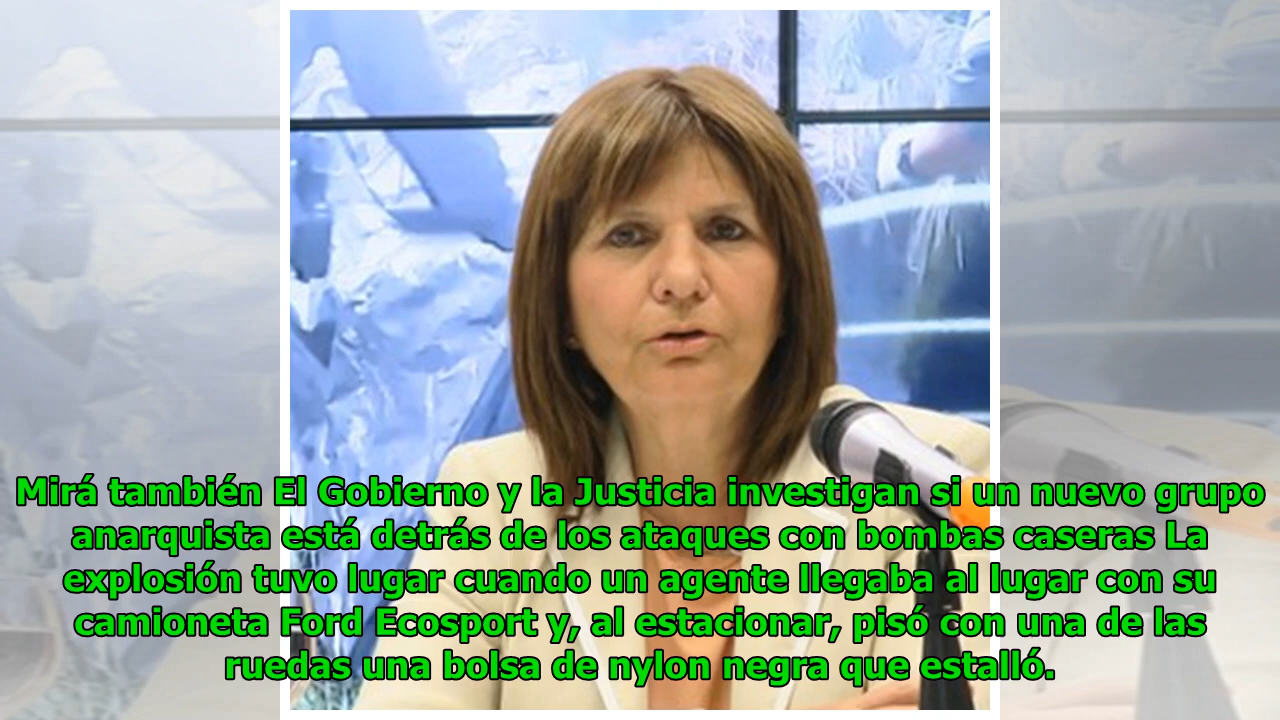 Mirá también El Gobierno y la Justicia investigan si un nuevo grupo
anarquista está detrás de los ataques con bombas caseras La
explosión tuvo lugar cuando un agente llegaba al lugar con su
camioneta Ford Ecosport y, al estacionar, pisó con una de las
ruedas una bolsa de nylon negra que estalló.